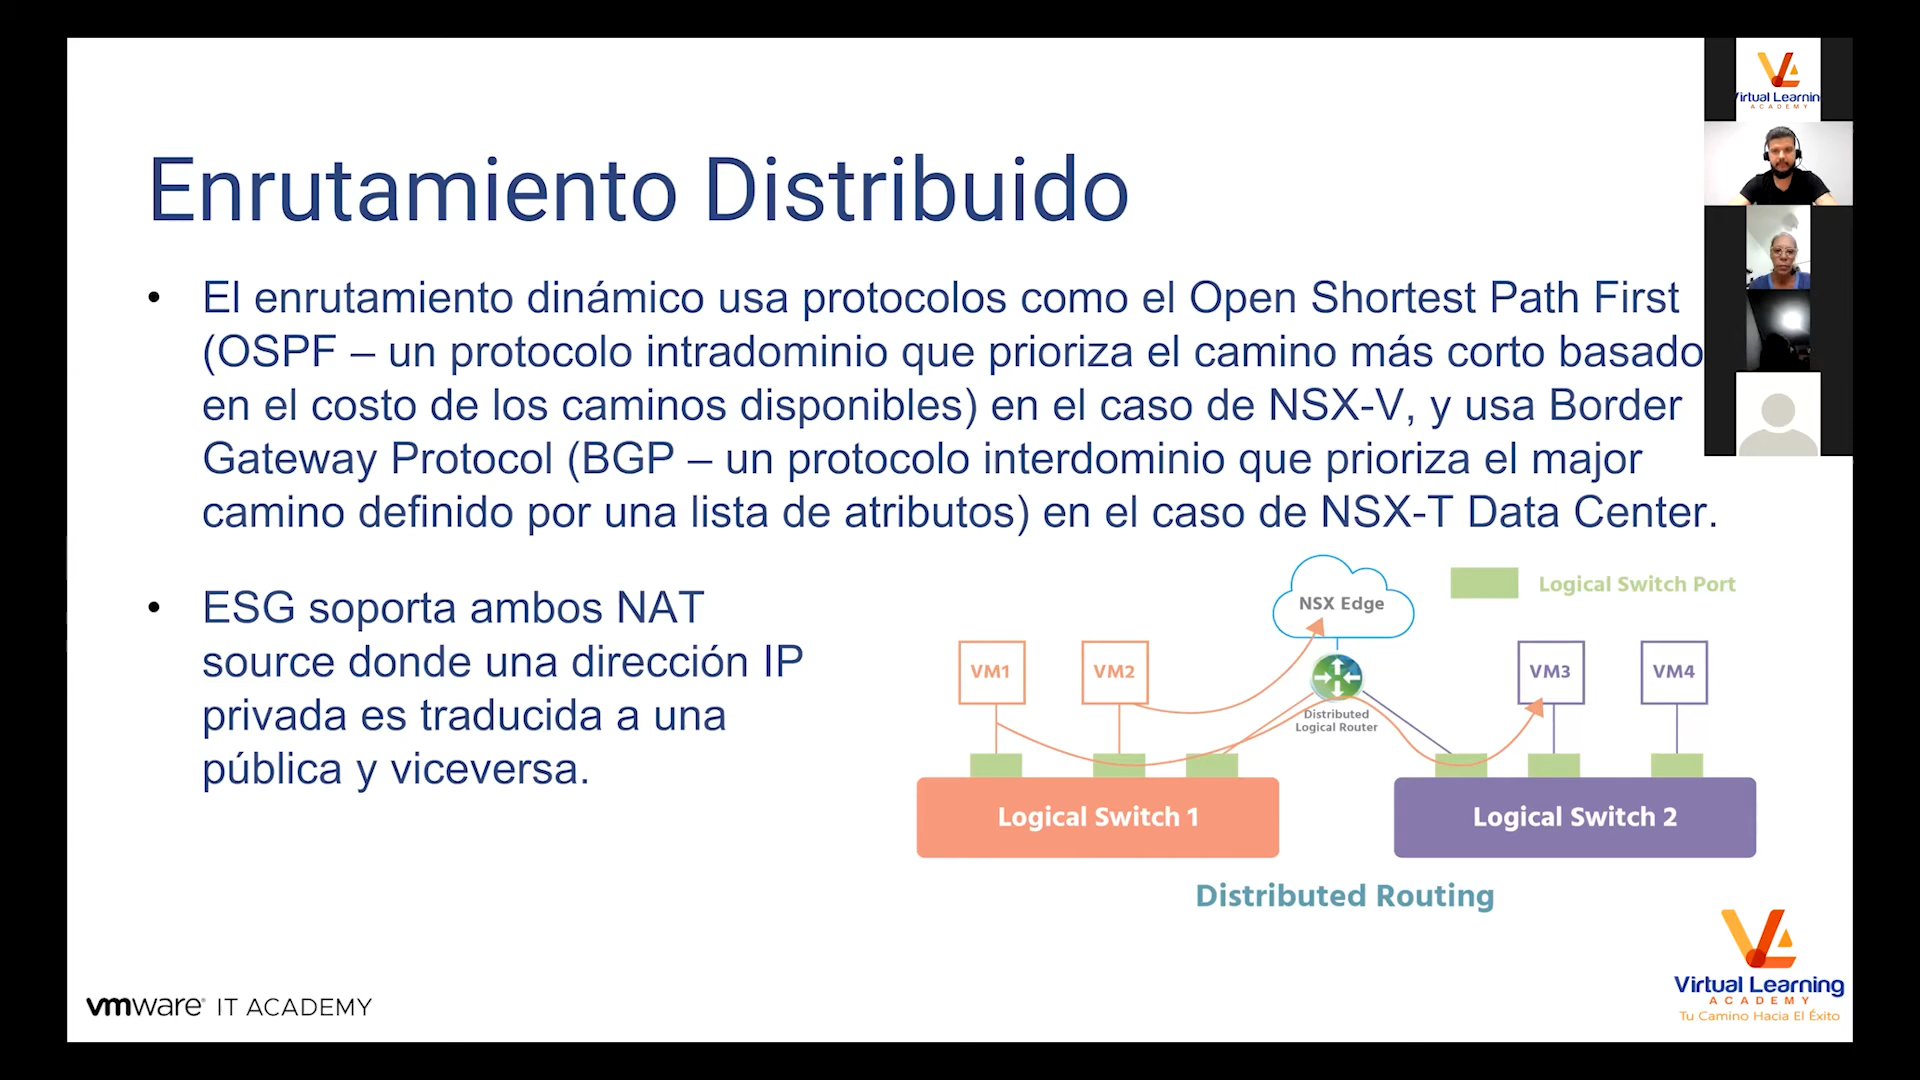 Enrutamiento Distribuido
• El enrutamiento dinámico usa protocolos como el Open Shortest Path First
(OSPF – un protocolo intradominio que prioriza el camino más corto basado
en el costo de los caminos disponibles) en el caso de NSX-V, y usa Border
Gateway Protocol (BGP – un protocolo interdominio que prioriza el major
camino definido por una lista de atributos) en el caso de NSX-T Data Center.
• ESG soporta ambos NAT
source donde una dirección IP
privada es traducida a una
pública y viceversa.
NSX Edge
Logical Switch Port
VM1
VM2
VM3
VM4
Distributed
Logical Router
Logical Switch 1
Logical Switch 2
Distributed Routing
vmware® IT ACADEMY
Virtual Learning
ACADEMY
Tu Camino Hacia El Éxito
Virtual Learnin
ACADEMY